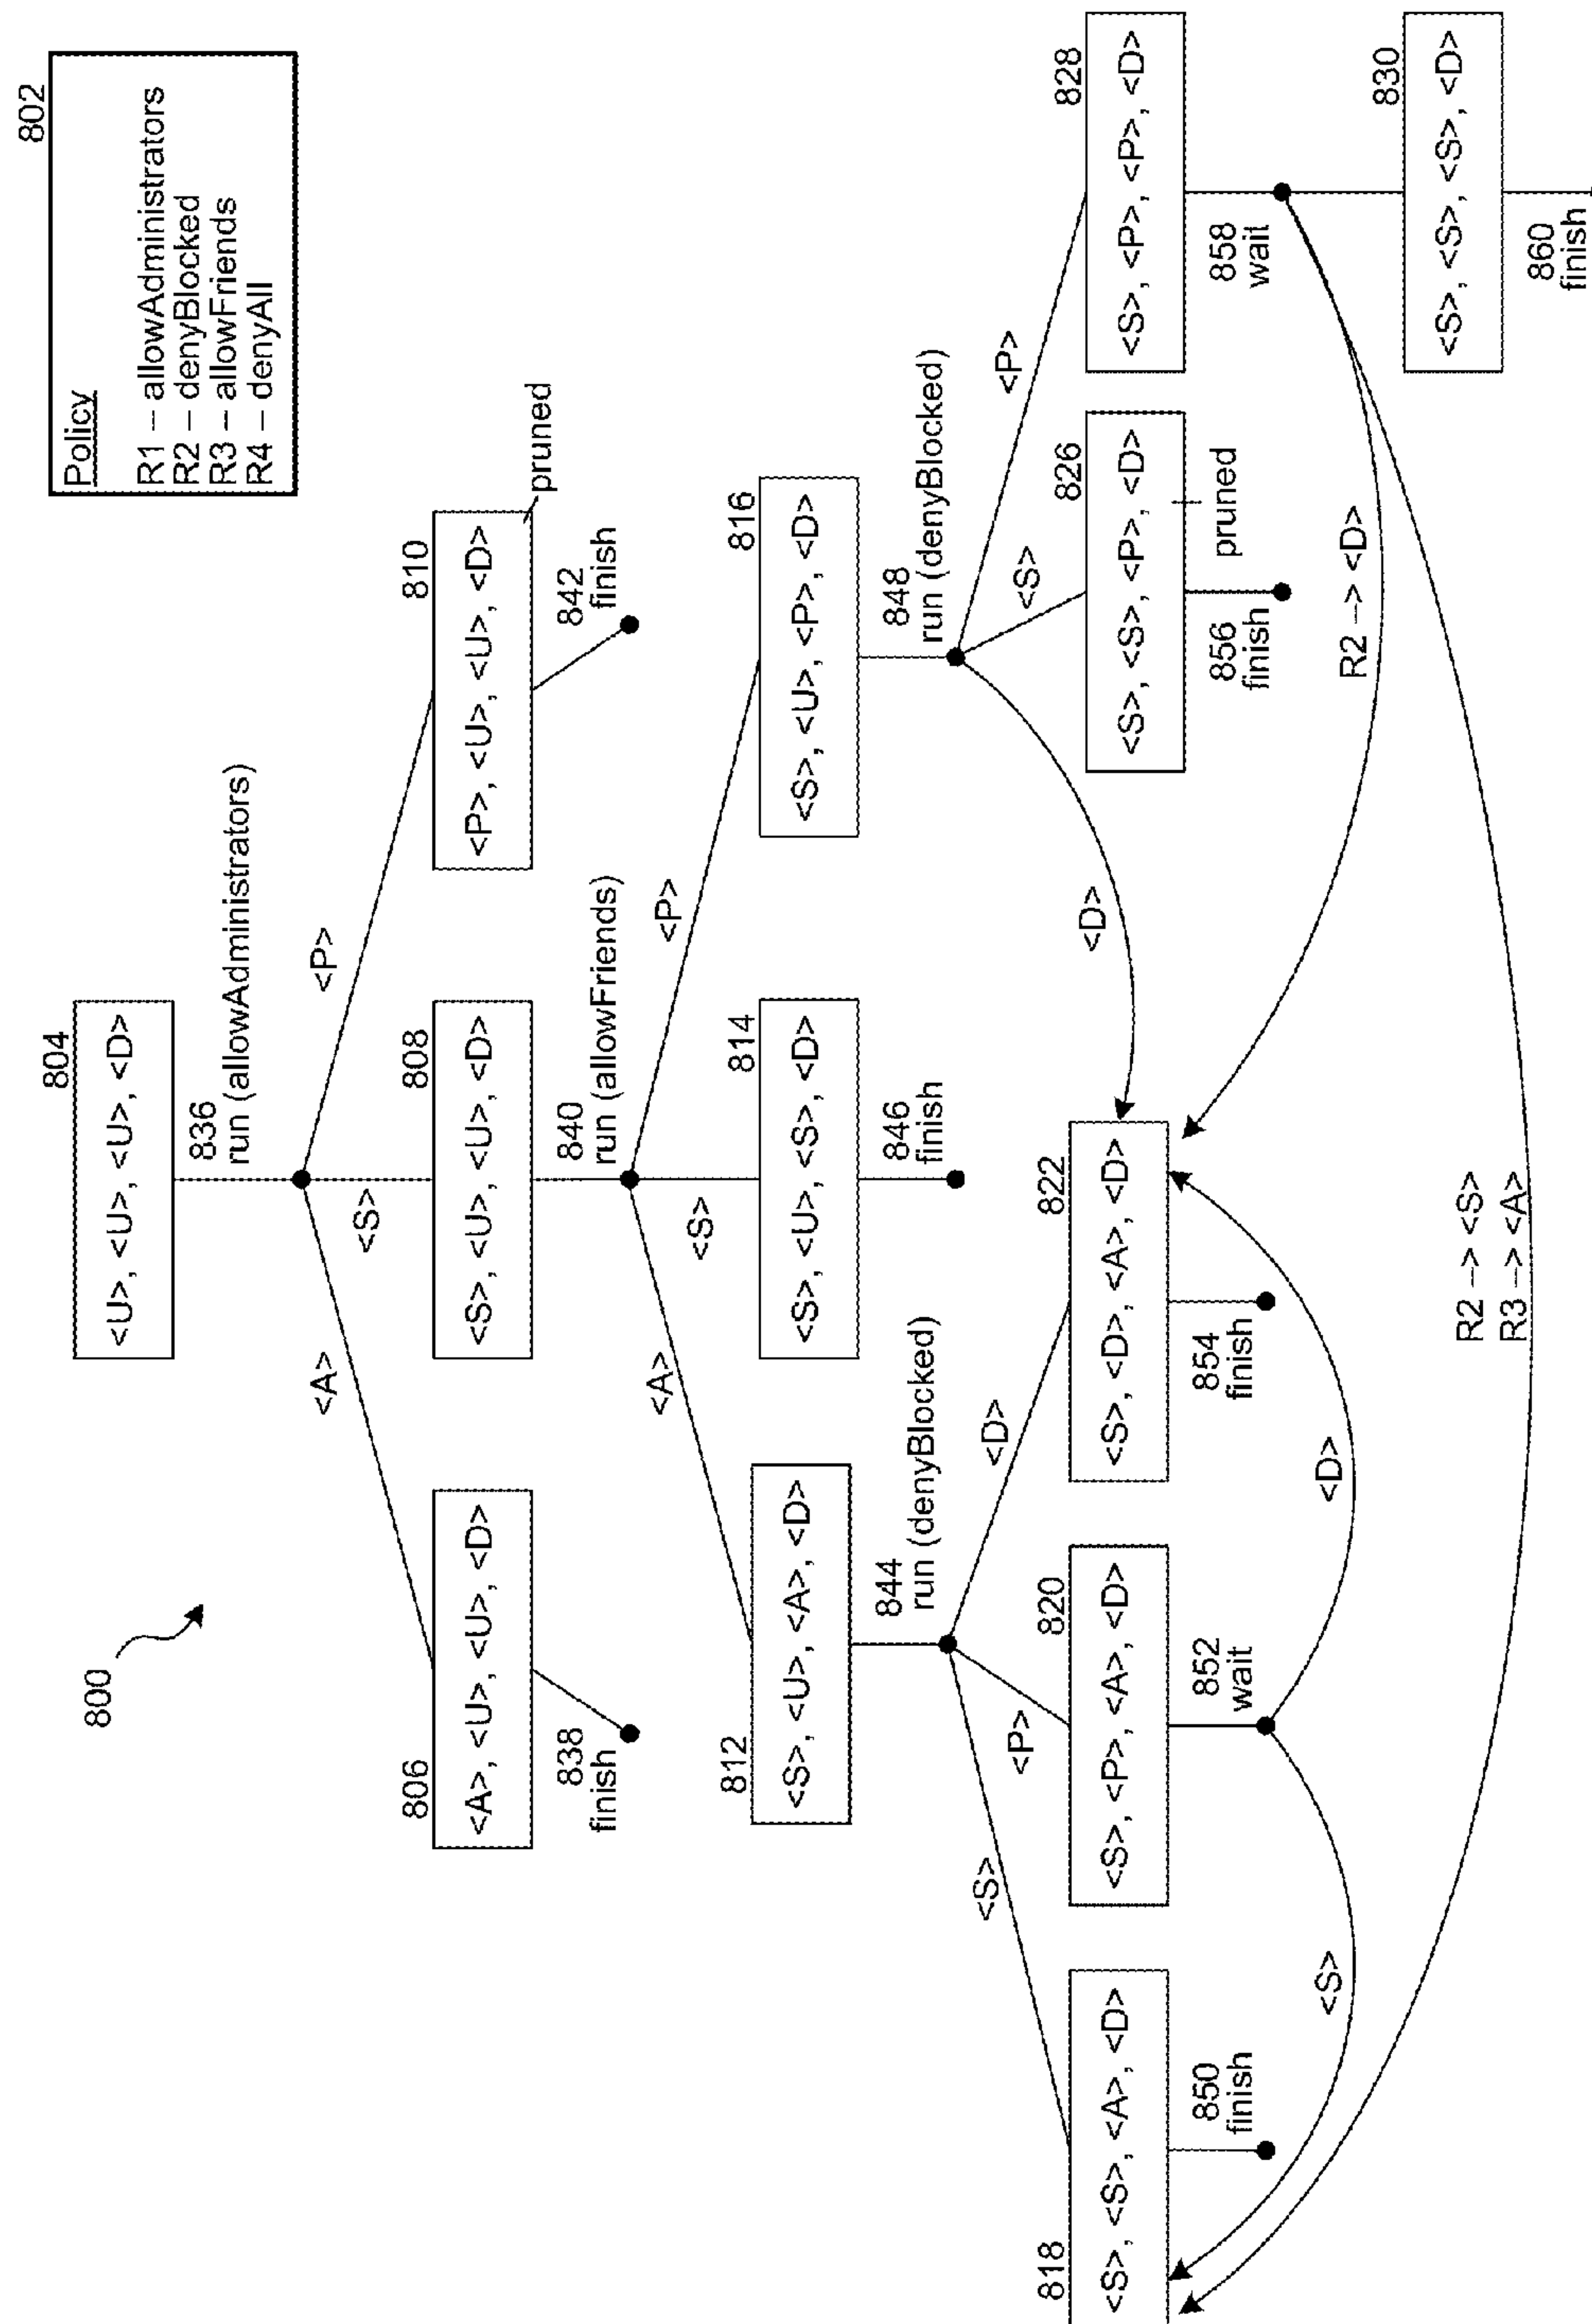 800
802
Policy
R1 -- allowAdministrators
R2 – denyBlocked
R3 – allowFriends
R4 – denyAll
804
<U>, <U>, <U>, <D>
836
run (allowAdministrators)
<A>
<S>
<P>
806
<A>, <U>, <U>, <D>
838
finish
808
<S>, <U>, <U>, <D>
840
run (allowFriends)
810
<P>, <U>, <U>, <D>
pruned
842
finish
<A>
<S>
<P>
812
<S>, <U>, <A>, <D>
844
run (denyBlocked)
814
<S>, <U>, <S>, <D>
846
finish
816
<S>, <U>, <P>, <D>
848
run (denyBlocked)
<S>
<P>
<D>
<D>
<S>
<P>
818
<S>, <S>, <A>, <D>
850
finish
820
<S>, <P>, <A>, <D>
852
wait
822
<S>, <D>, <A>, <D>
854
finish
826
<S>, <S>, <P>, <D>
856
finish
pruned
828
<S>, <P>, <P>, <D>
858
wait
<S>
<D>
R2 --> <D>
R2 --> <S>
R3 --> <A>
830
<S>, <S>, <S>, <D>
860
finish